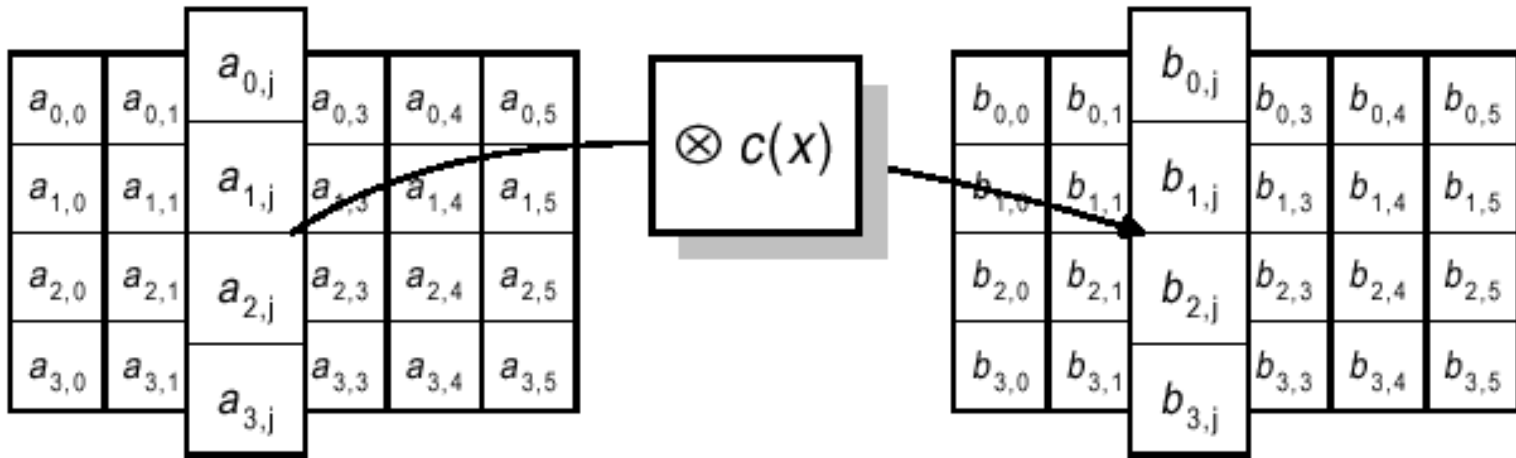 a0,j b0,j
a0,0 a0,1 a0,3 a0,4 a0,5 b0,0 b0,1 b0,3 b0,4 b0,5
⊗ c(x)
a1,j b1,j
a1,0 a1,1 a1,3 a1,4 a1,5 b1,0 b1,1 b1,3 b1,4 b1,5
a2,j b2,j
a2,0 a2,1 a2,3 a2,4 a2,5 b2,0 b2,1 b2,3 b2,4 b2,5
a3,0 a3,1 a3,3 a3,4 a3,5 b3,0 b3,1 b3,3 b3,4 b3,5
a3,j b3,j